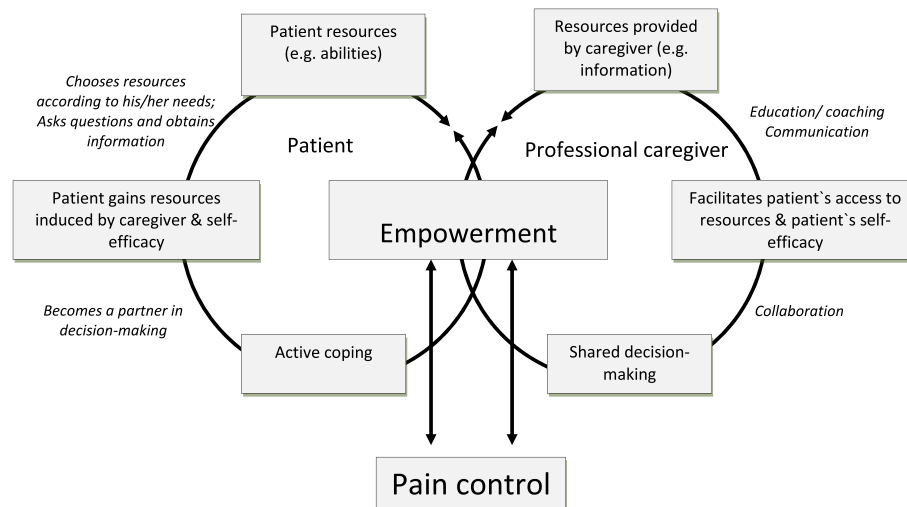 Patient resources
(e.g. abilities)
Resources provided
by caregiver (e.g.
information)
Chooses resources
according to his/her needs;
Asks questions and obtains
information
Education/ coaching
Communication
Patient
Professional caregiver
Patient gains resources
induced by caregiver & self-
efficacy
Empowerment
Facilitates patient`s access to
resources & patient`s self-
efficacy
Becomes a partner in
decision-making
Collaboration
Active coping
Shared decision-
making
Pain control